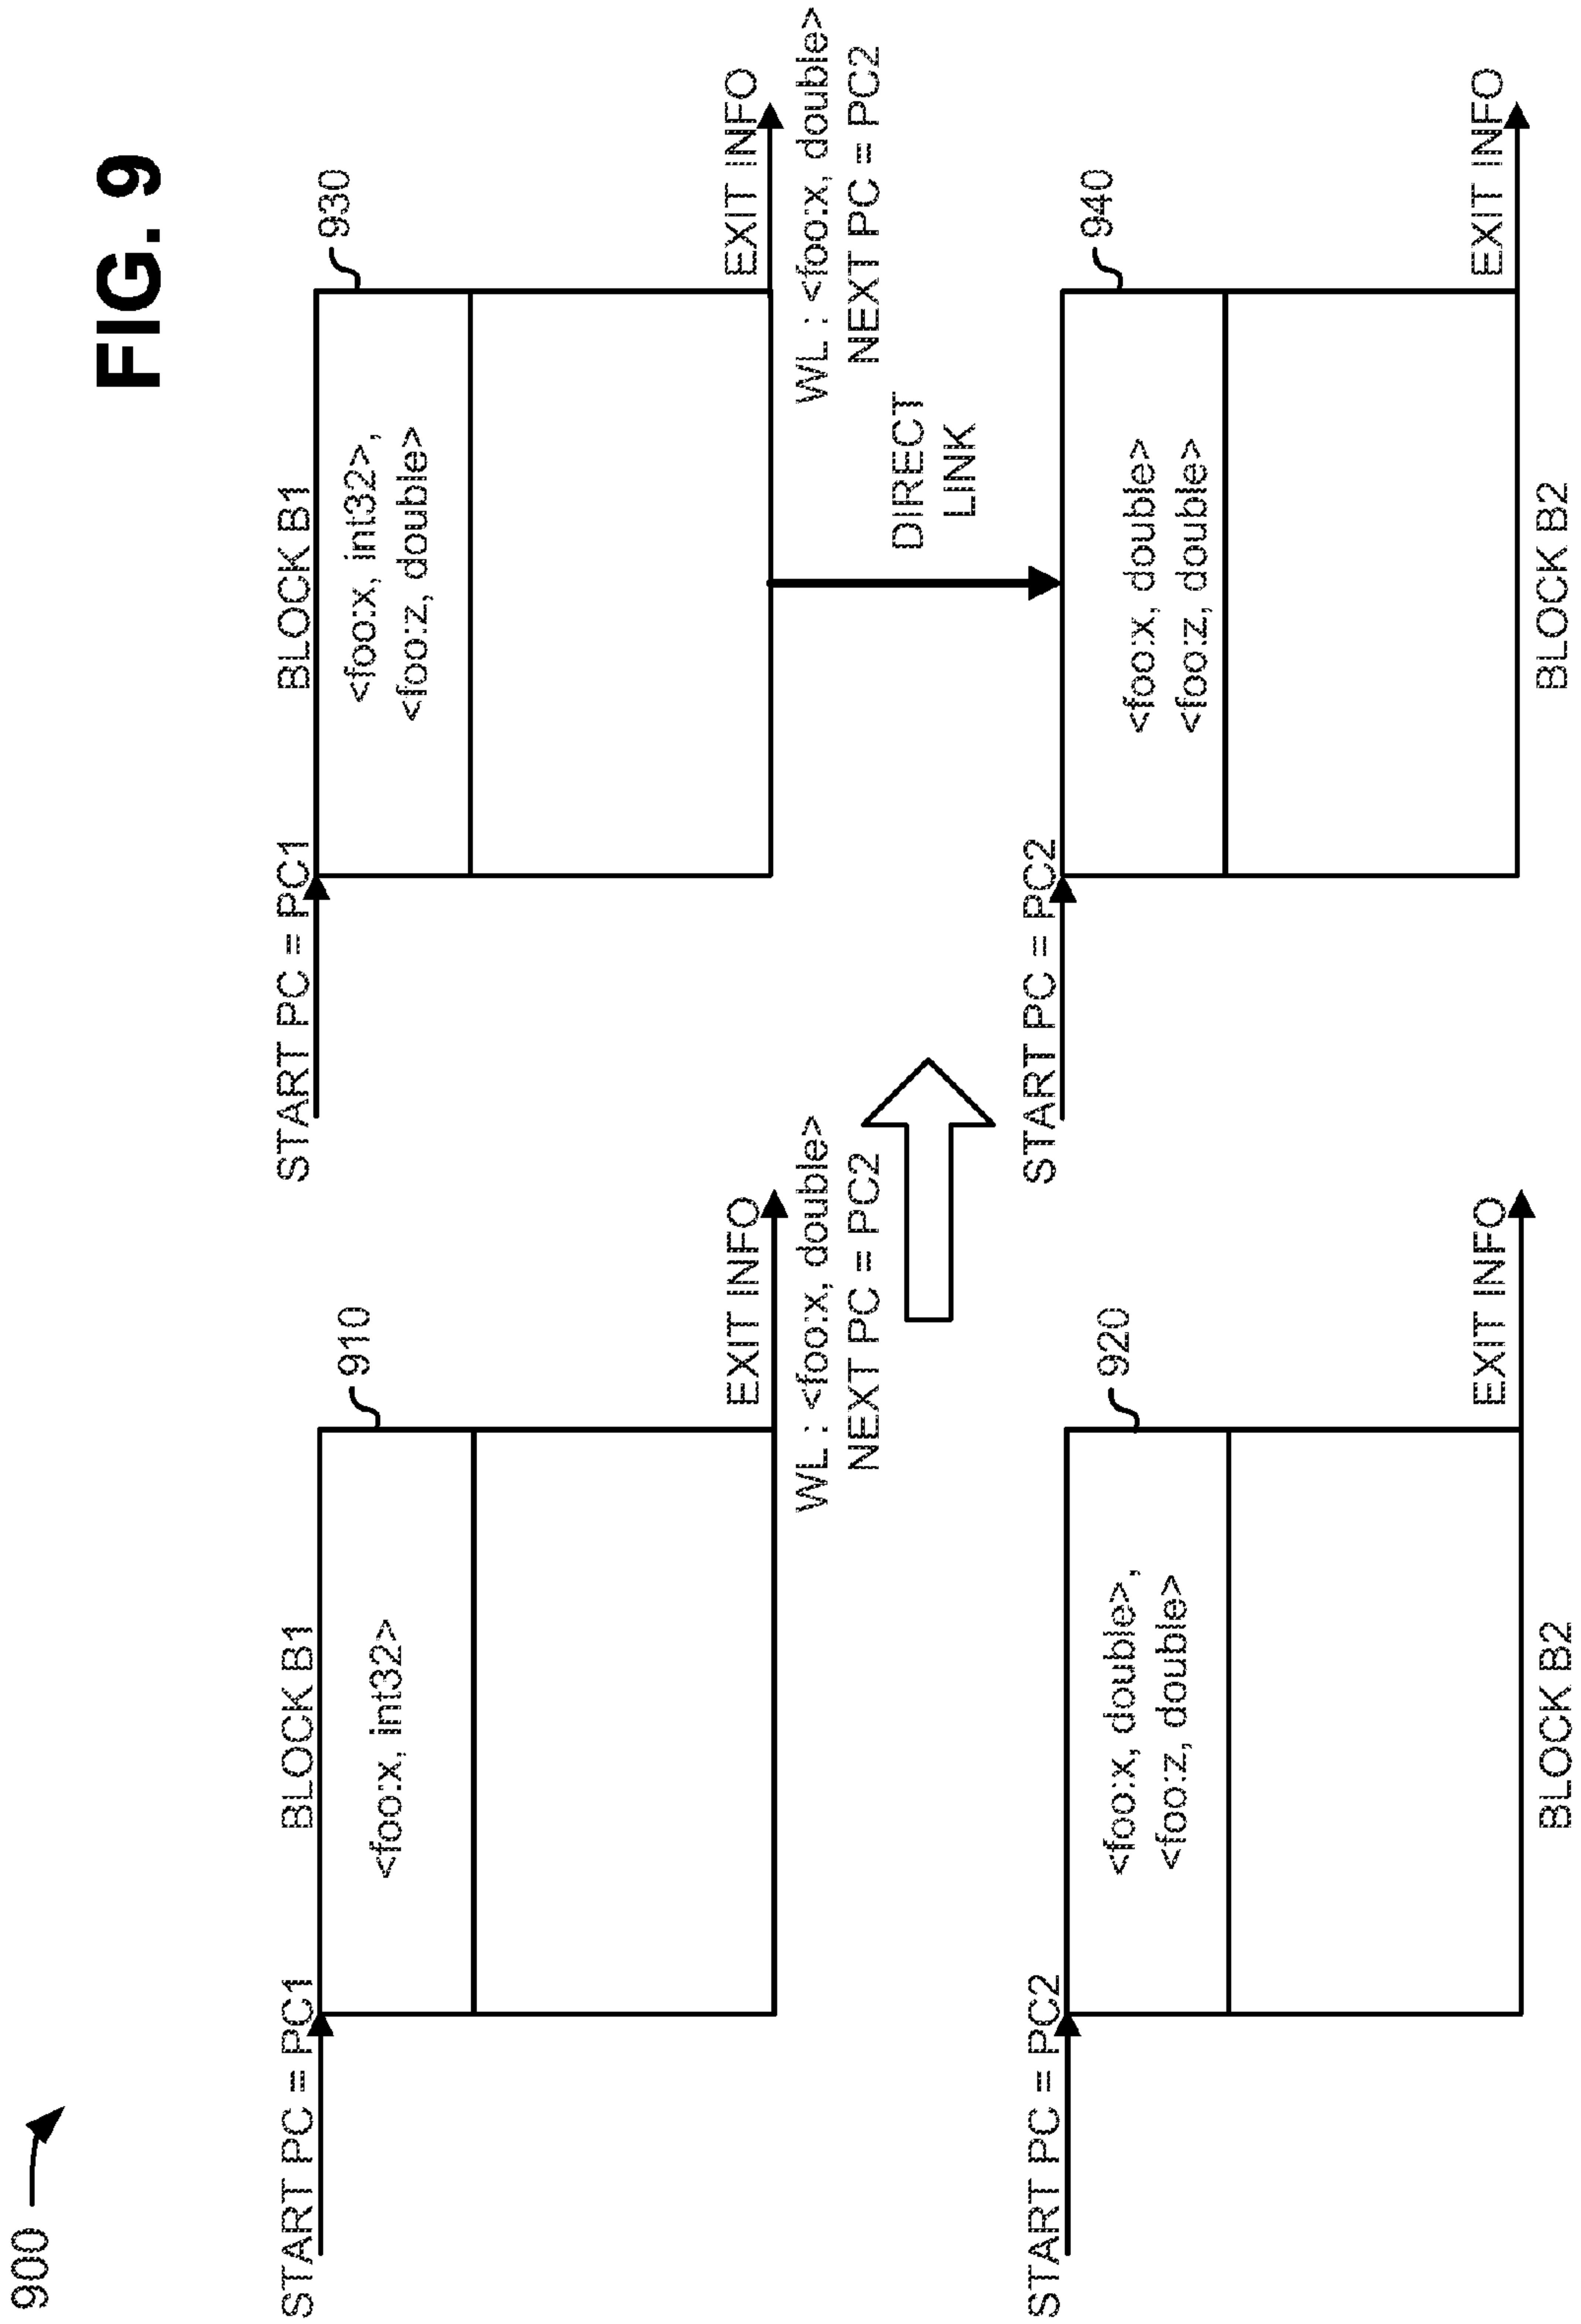 900
FIG. 9
START PC = PC1
BLOCK B1
910
<foo:x, int32>
EXIT INFO
WL : <foo:x, double>
NEXT PC = PC2
START PC = PC2
920
<foo:x, double>,
<foo:z, double>
EXIT INFO
BLOCK B2
START PC = PC1
BLOCK B1
930
<foo:x, int32>,
<foo:z, double>
EXIT INFO
WL : <foo:x, double>
NEXT PC = PC2
DIRECT
LINK
START PC = PC2
940
<foo:x, double>
<foo:z, double>
EXIT INFO
BLOCK B2